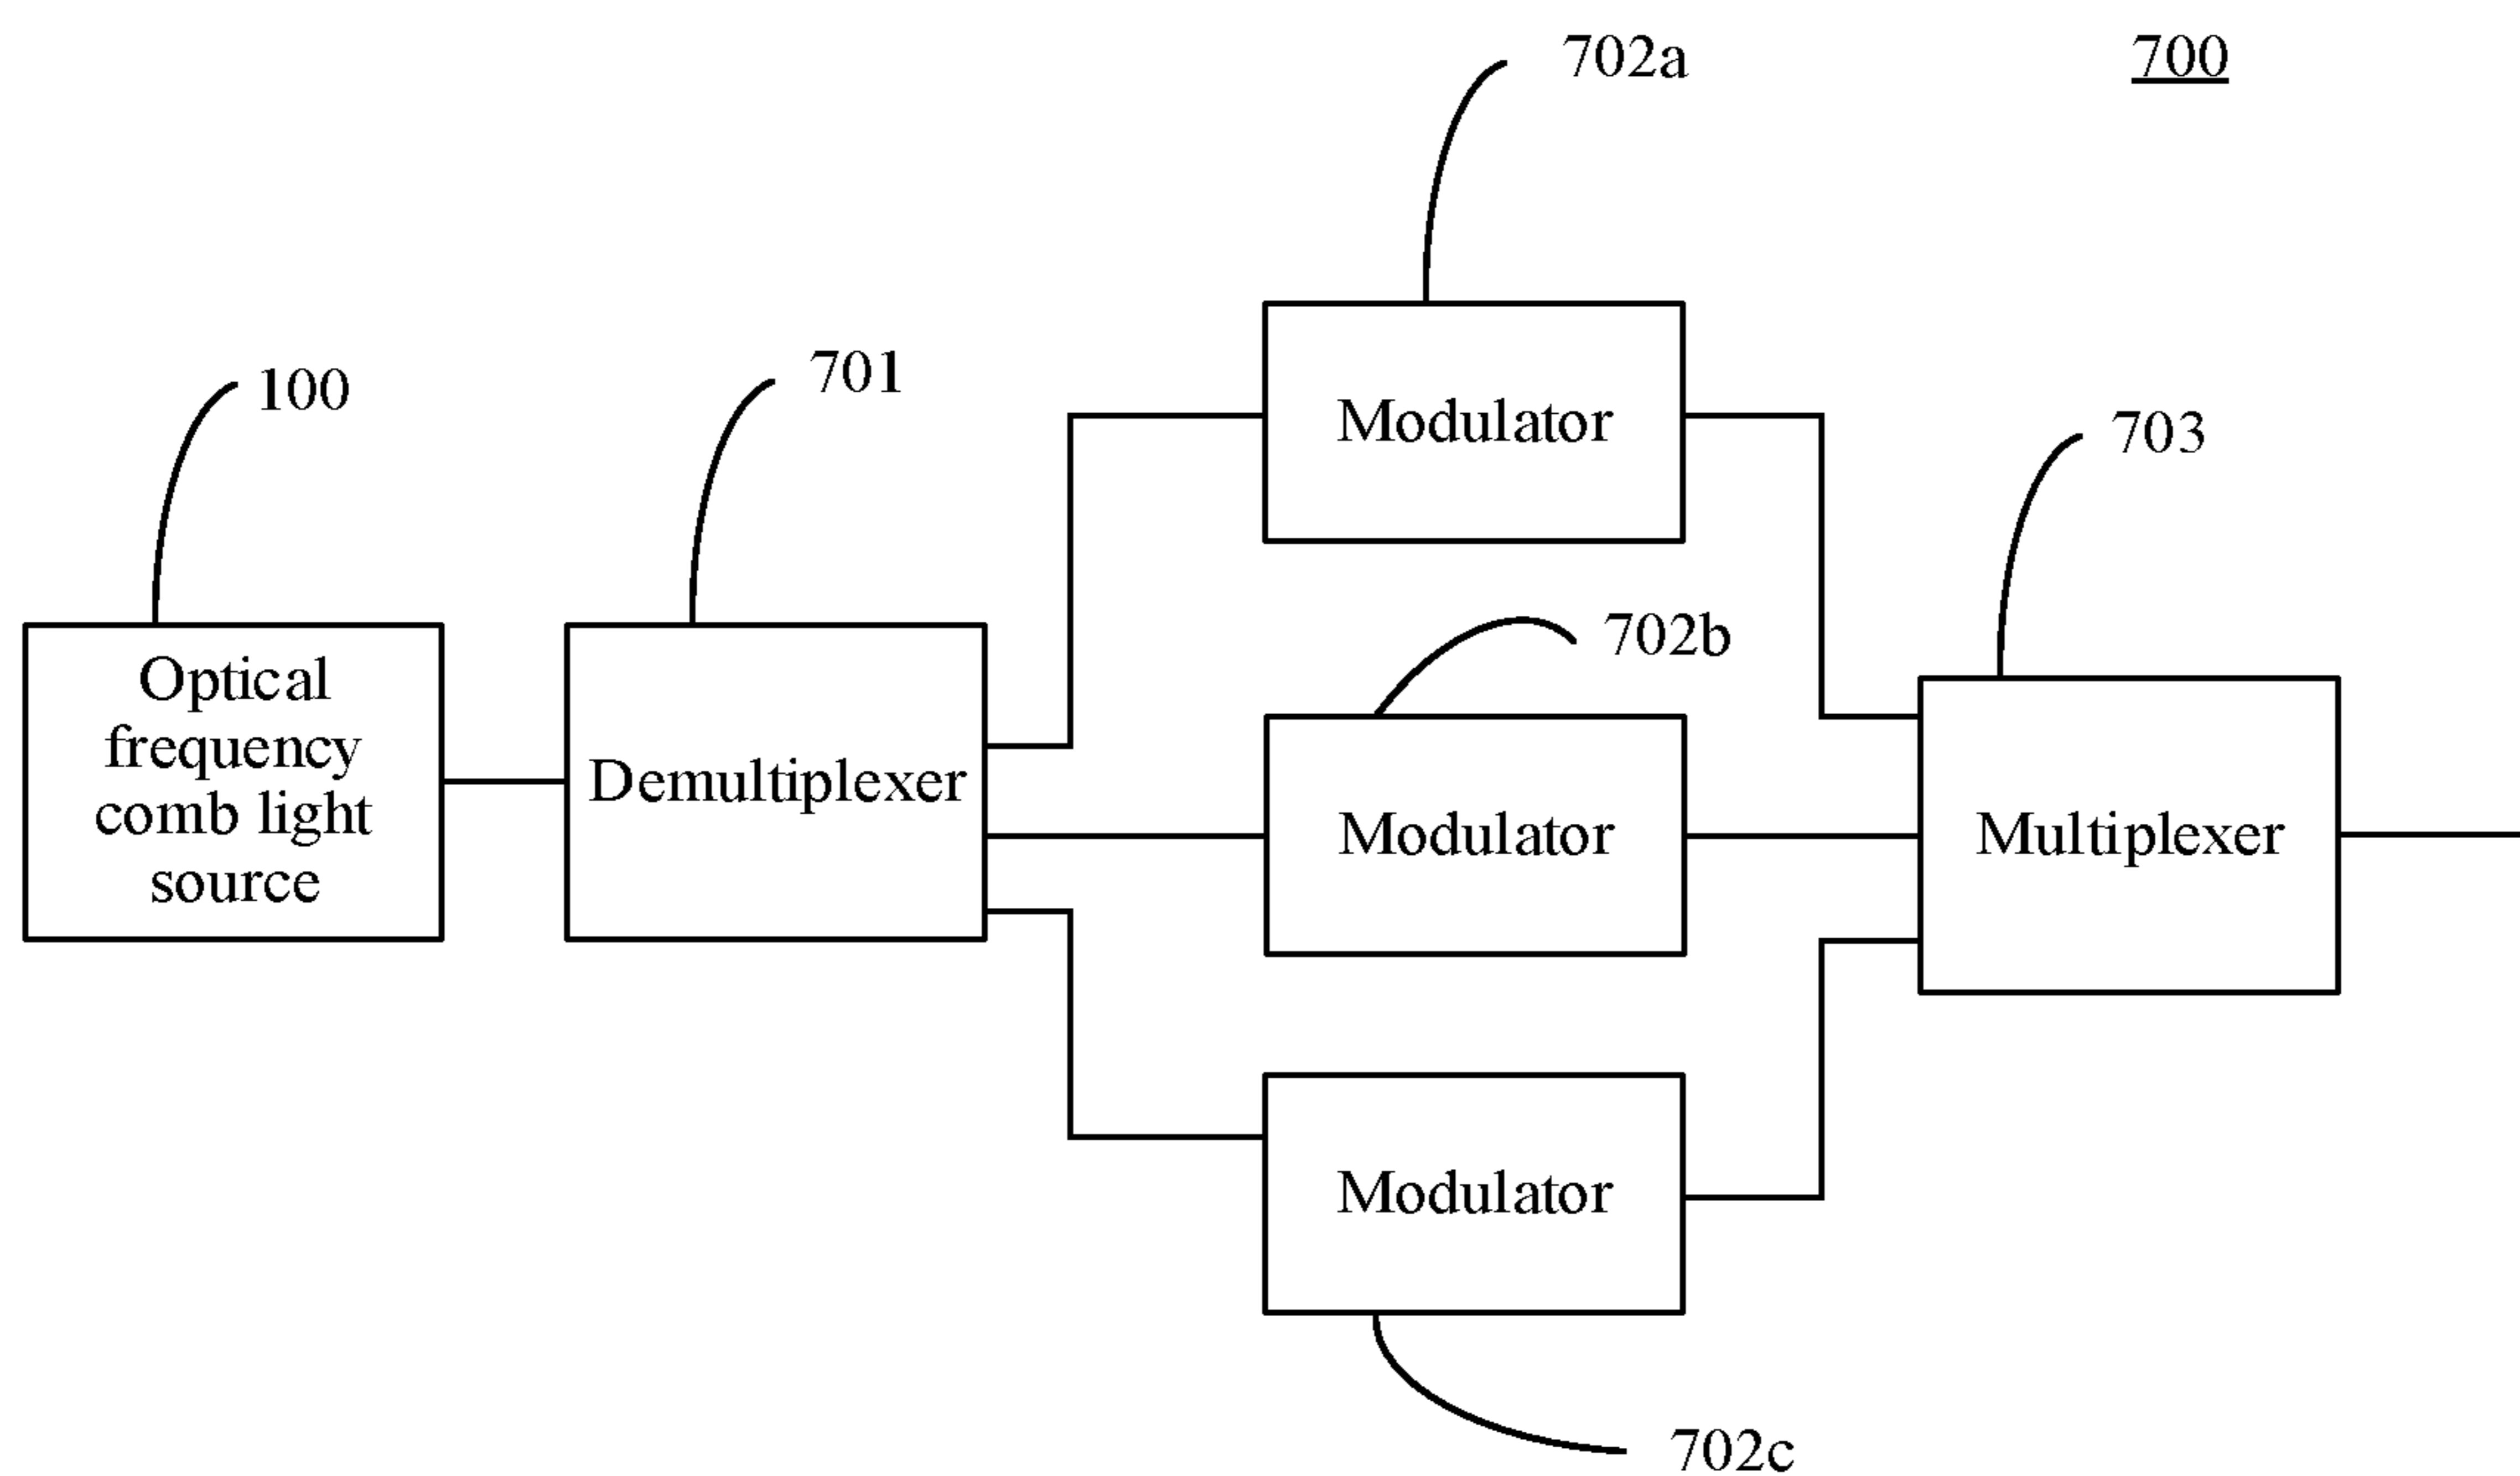 702a
700
701
100
703
Modulator
702b
Optical
frequency
comb light
source
Demultiplexer
Modulator
Multiplexer
Modulator
702c